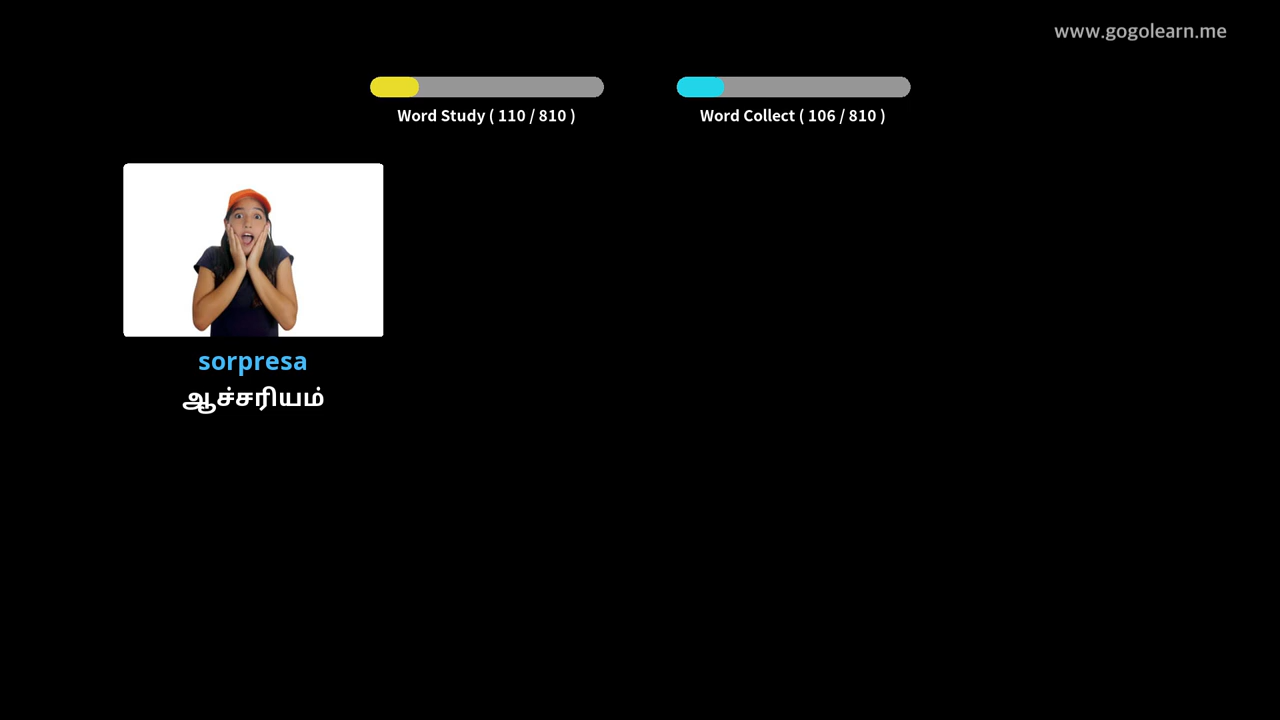 www.gogolearn.me
Word Study ( 110 / 810 )
Word Collect ( 106 / 810 )
sorpresa
ஆச்சரியம்